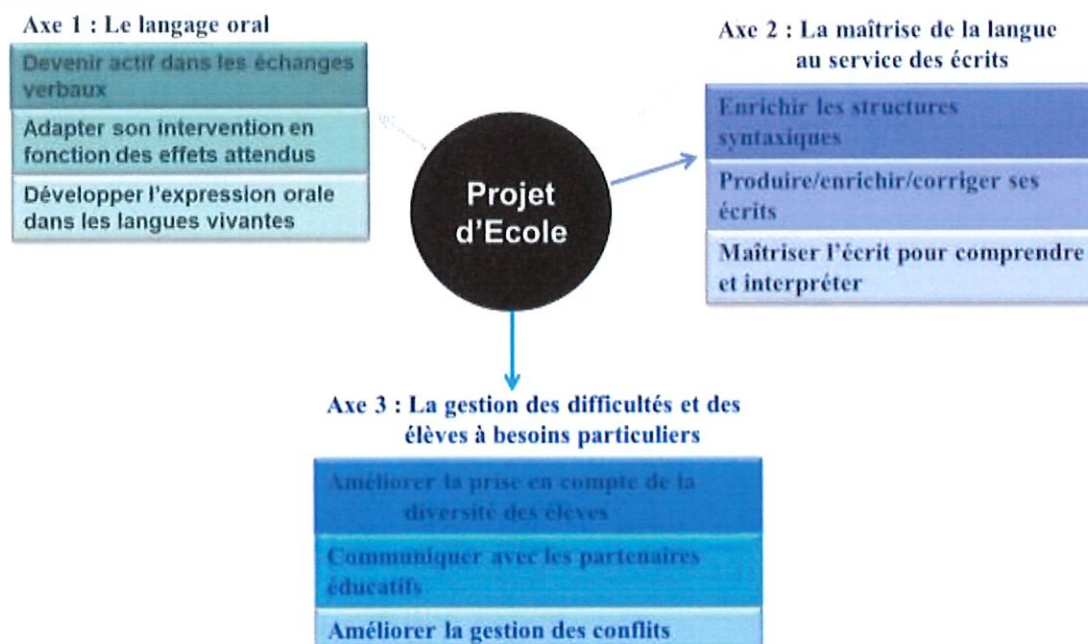 Axe 1 : Le langage oral
Devenir actif dans les échanges
verbaux
Adapter son intervention en
fonction des effets attendus
Développer l'expression orale
dans les langues vivantes
Projet
d'Ecole
Axe 2 : La maîtrise de la langue
au service des écrits
Enrichir les structures
syntaxiques
Produire/enrichir/corriger ses
écrits
Maîtriser l'écrit pour comprendre
et interpréter
Axe 3 : La gestion des difficultés et des
élèves à besoins particuliers
Améliorer la prise en compte de la
diversité des élèves
Communiquer avec les partenaires
éducatifs
Améliorer la gestion des conflits